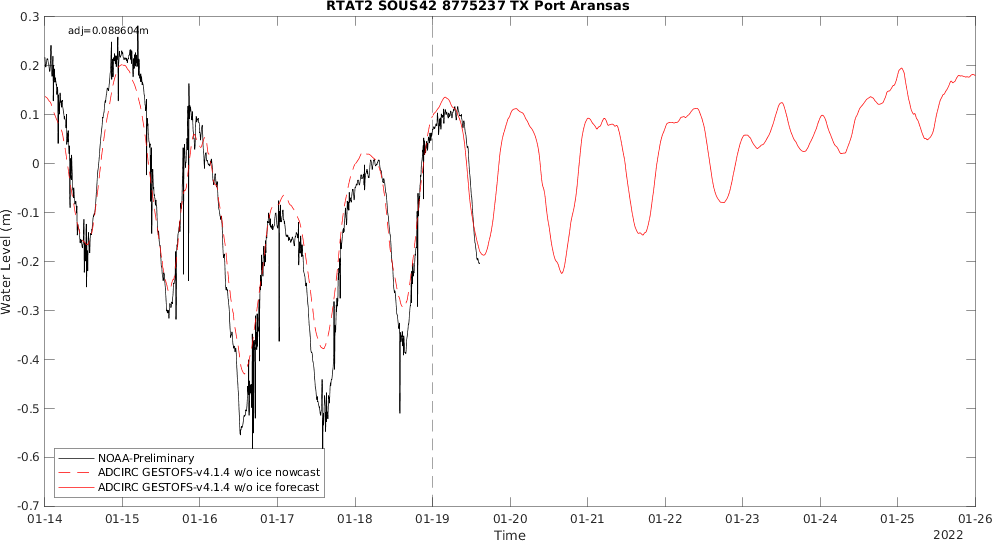 RTAT2 SOUS42 8775237 TX Port Aransas
adj=0.088604m
0.3
0.2
0.1
0
-0.1
-0.2
-0.3
-0.4
-0.5
-0.6
-0.7
Water Level (m)
NOAA-Preliminary
ADCIRC GESTOFS-v4.1.4 w/o ice nowcast
ADCIRC GESTOFS-v4.1.4 w/o ice forecast
01-14 01-15 01-16 01-17 01-18 01-19 01-20 01-21 01-22 01-23 01-24 01-25 01-26
Time
2022